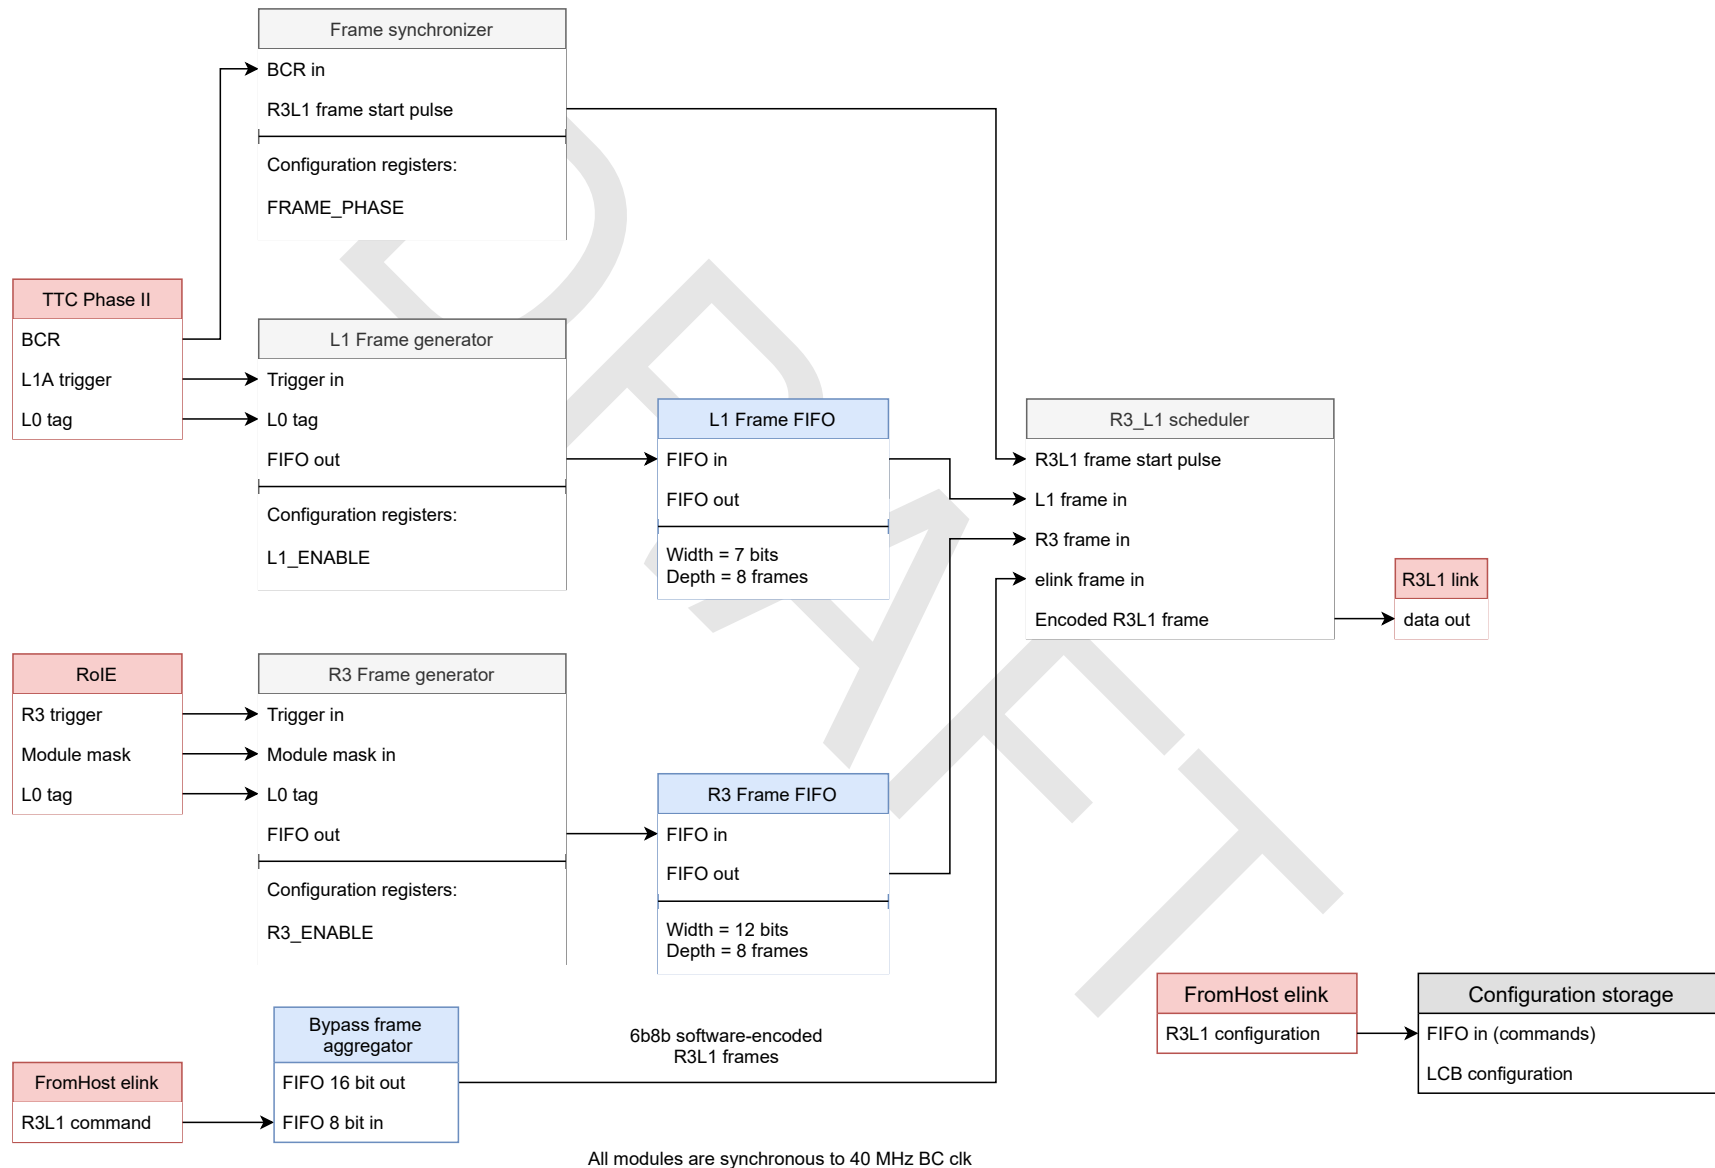 Frame synchronizer
BCR in
R3L1 frame start pulse
Configuration registers:
FRAME_PHASE
TTC Phase II
BCR
L1A trigger
L0 tag
L1 Frame generator
Trigger in
L0 tag
FIFO out
Configuration registers:
L1_ENABLE
L1 Frame FIFO
FIFO in
FIFO out
Width = 7 bits
Depth = 8 frames
R3_L1 scheduler
R3L1 frame start pulse
L1 frame in
R3 frame in
elink frame in
Encoded R3L1 frame
R3L1 link
data out
RoIE
R3 trigger
Module mask
L0 tag
R3 Frame generator
Trigger in
Module mask in
L0 tag
FIFO out
Configuration registers:
R3_ENABLE
R3 Frame FIFO
FIFO in
FIFO out
Width = 12 bits
Depth = 8 frames
FromHost elink
R3L1 command
Bypass frame
aggregator
FIFO 16 bit out
FIFO 8 bit in
6b8b software-encoded
R3L1 frames
FromHost elink
R3L1 configuration
Configuration storage
FIFO in (commands)
LCB configuration
All modules are synchronous to 40 MHz BC clk
DRAFT